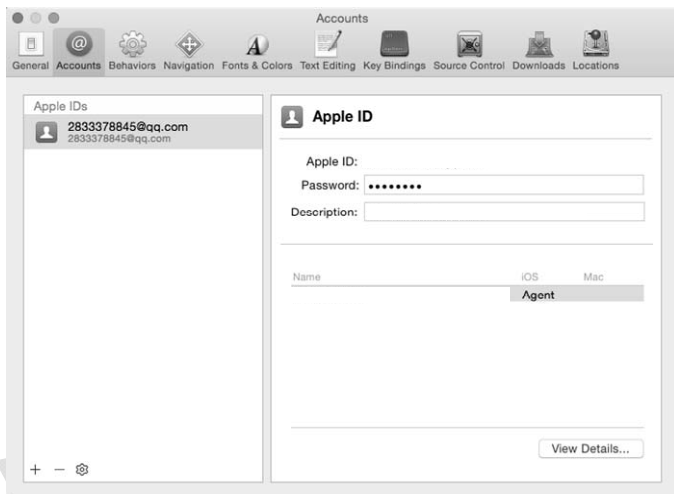 Accounts
General Accounts Behaviors Navigation Fonts & Colors Text Editing Key Bindings Source Control Downloads Locations
Apple IDs
2833378845@qq.com
2833378845@qq.com
Apple ID
Apple ID:
Password: ••••••••
Description:
Name iOS Mac
Agent
View Details...